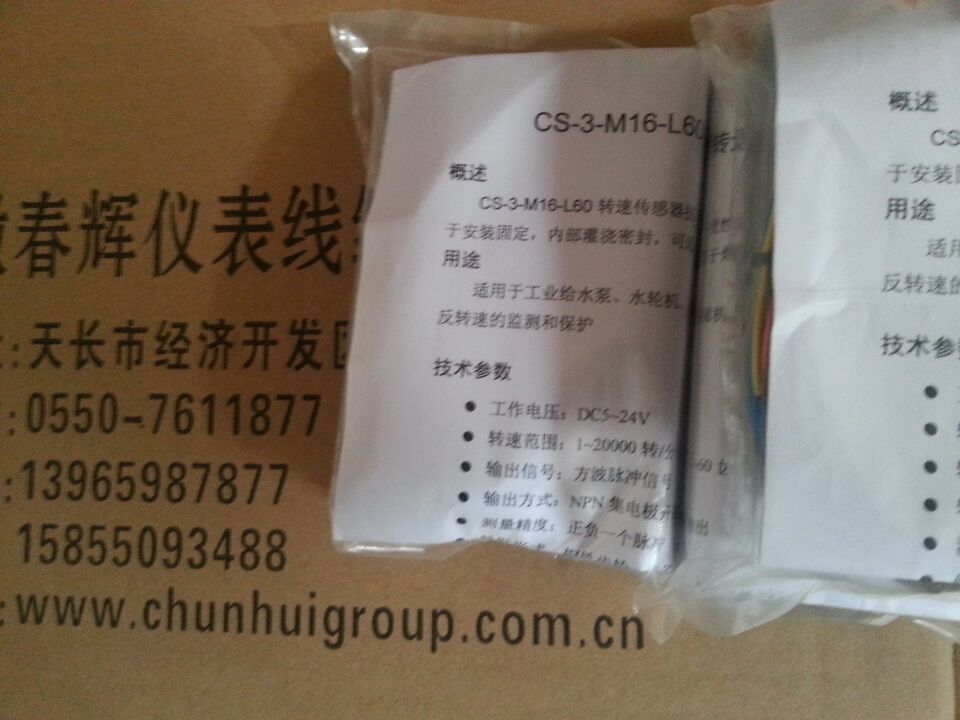 春辉仪表线
:天长市经济开发区
:0550-7611877
:13965987877
15855093488
:www.chunhuigroup.com.cn
CS-3-M16-L60
概述
CS-3-M16-L60 转速传感器
于安装固定，内部灌浇密封，可
用途
适用于工业给水泵、水轮机、
反转速的监测和保护
技术参数
工作电压：DC5~24V
转速范围：1~20000 转/分
输出信号：方波脉冲信号
输出方式：NPN 集电极开 出
测量精度：正负一个脉冲
概述
CS
于安装固
用途
适用
反转速的
技术参数